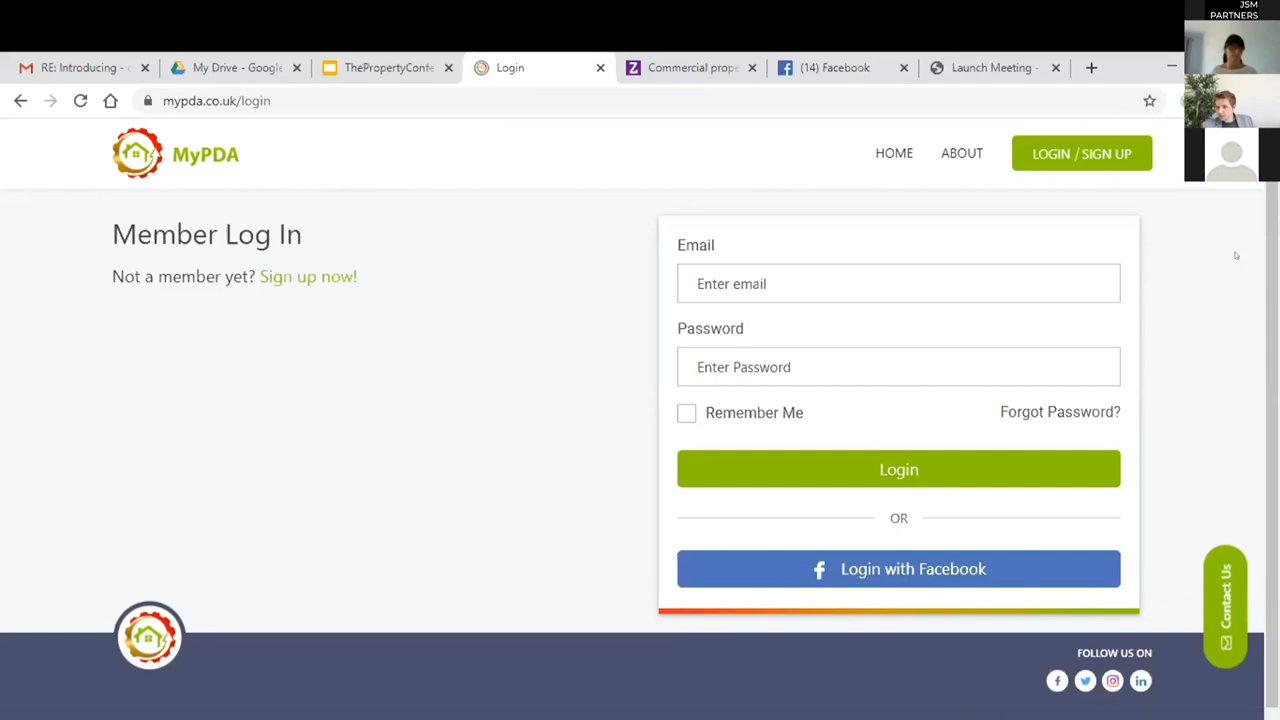 JSM
PARTNERS
RE: Introducing -
My Drive - Google
ThePropertyConfe
Login
Commercial prope
(14) Facebook
Launch Meeting -
mypda.co.uk/login
MyPDA
HOME
ABOUT
LOGIN / SIGN UP
Member Log In
Not a member yet? Sign up now!
Email
Enter email
Password
Enter Password
Remember Me
Forgot Password?
Login
OR
Login with Facebook
Contact Us
FOLLOW US ON